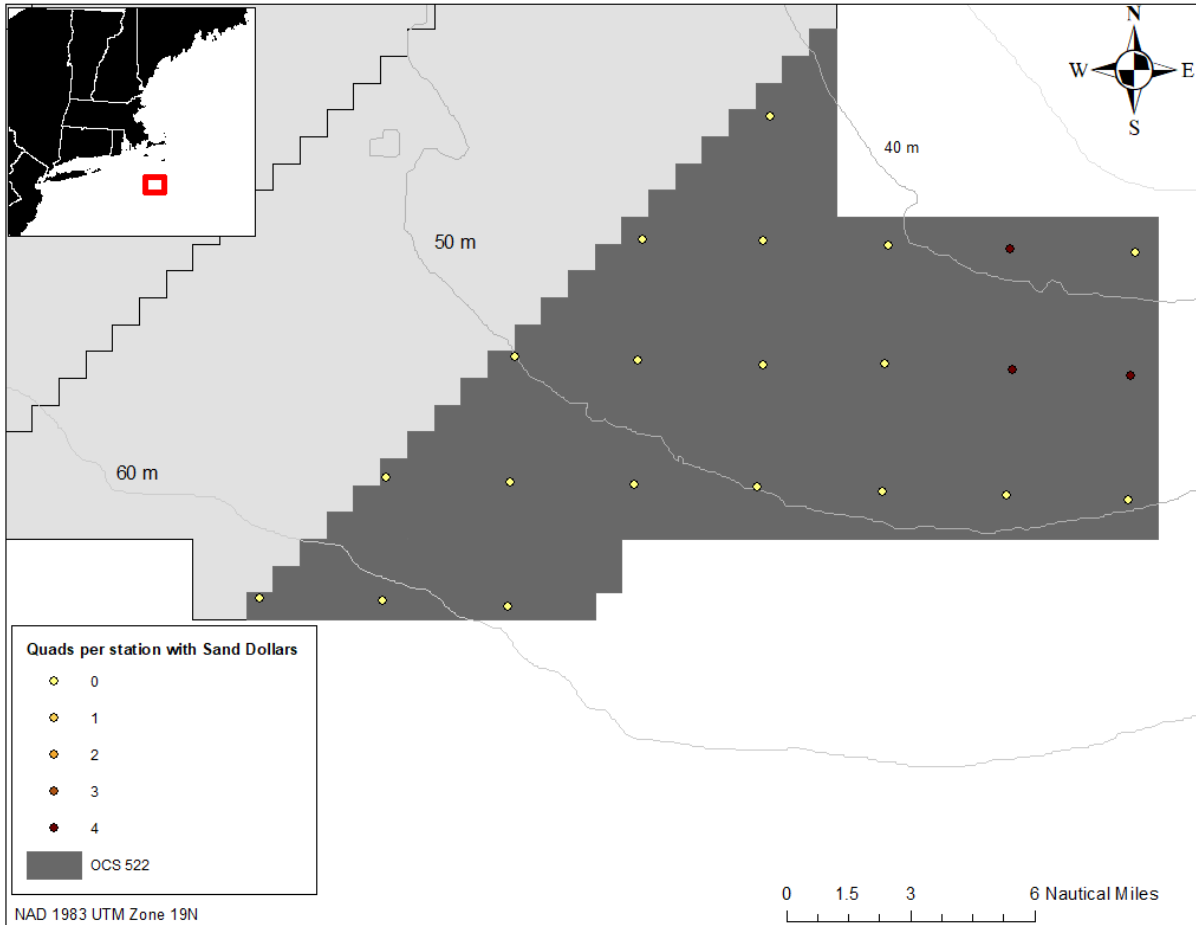 N
W E
S
40 m
50 m
60 m
Quads per station with Sand Dollars
0
1
2
3
4
OCS 522
0 1.5 3 6 Nautical Miles
NAD 1983 UTM Zone 19N